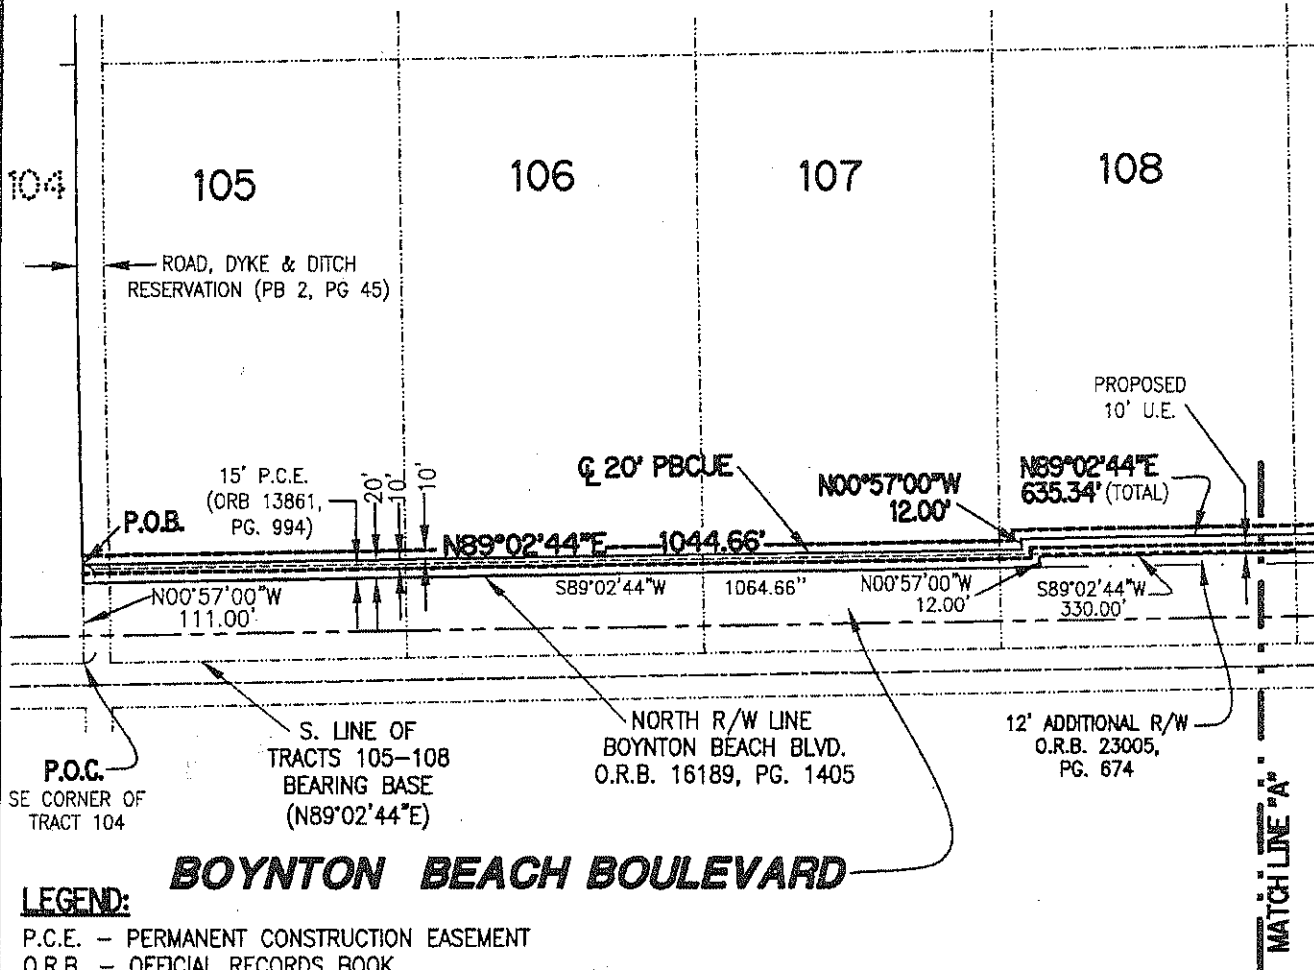 104
105
106
107
108
ROAD, DYKE & DITCH
RESERVATION (PB 2, PG 45)
PROPOSED
10' U.E.
15' P.C.E.
(ORB 13861,
PG. 994)
20'
10'
10'
℄ 20' PBCUE
N00°57'00"W
12.00'
N89°02'44"E
635.34' (TOTAL)
P.O.B.
N89°02'44"E 1044.66'
N00°57'00"W
111.00'
S89°02'44"W 1064.66"
N00°57'00"W
12.00'
S89°02'44"W
330.00'
P.O.C.
SE CORNER OF
TRACT 104
S. LINE OF
TRACTS 105-108
BEARING BASE
(N89°02'44"E)
NORTH R/W LINE
BOYNTON BEACH BLVD.
O.R.B. 16189, PG. 1405
12' ADDITIONAL R/W
O.R.B. 23005,
PG. 674
MATCH LINE "A"
BOYNTON BEACH BOULEVARD
LEGEND:
P.C.E. - PERMANENT CONSTRUCTION EASEMENT
O.R.B. - OFFICIAL RECORDS BOOK